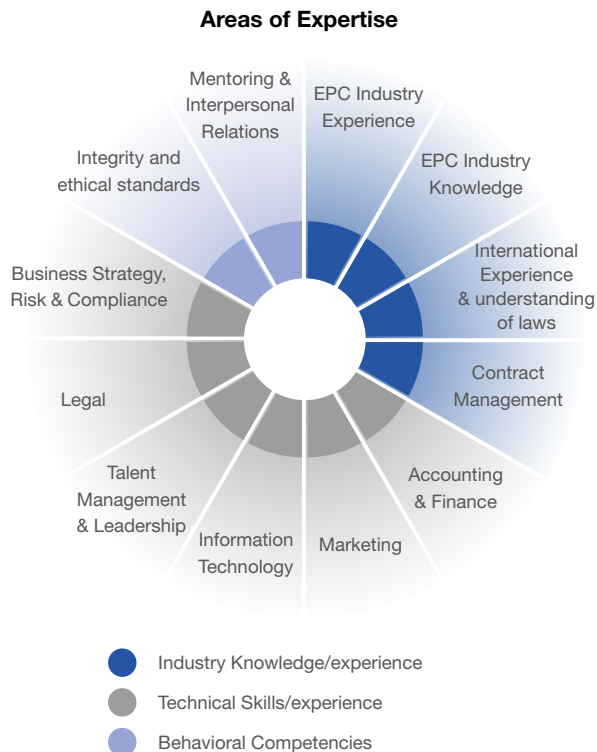 Areas of Expertise
Mentoring &
Interpersonal
Relations
EPC Industry
Experience
EPC Industry
Knowledge
International
Experience
& understanding
of laws
Contract
Management
Accounting
& Finance
Marketing
Information
Technology
Talent
Management
& Leadership
Legal
Business Strategy,
Risk & Compliance
Integrity and
ethical standards
Industry Knowledge/experience
Technical Skills/experience
Behavioral Competencies